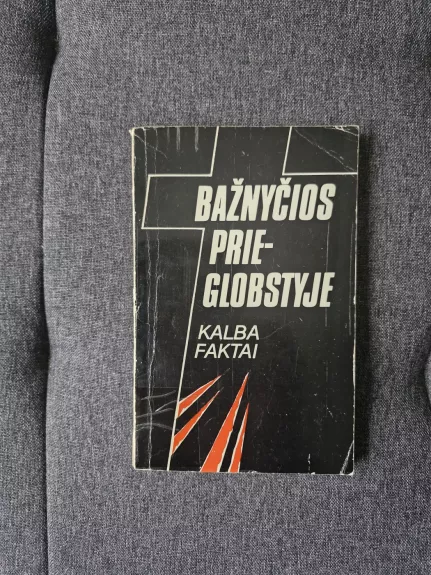 BAŽNYČIOS
PRIE-
GLOBSTYJE
KALBA
FAKTAI